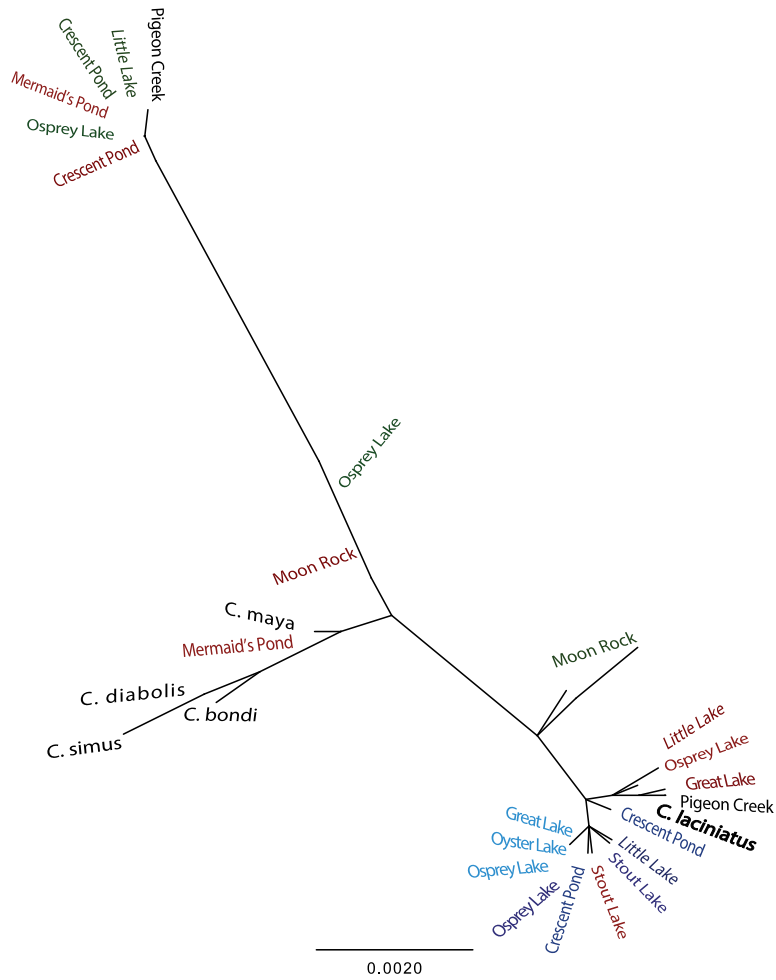 Pigeon Creek
Little Lake
Crescent Pond
Mermaid's Pond
Osprey Lake
Crescent Pond
Osprey Lake
Moon Rock
C. maya
Mermaid's Pond
C. diabolis
C. bondi
C. simus
Moon Rock
Little Lake
Osprey Lake
Great Lake
Pigeon Creek
C. laciniatus
Crescent Pond
Great Lake
Oyster Lake
Osprey Lake
Little Lake
Stout Lake
Stout Lake
Crescent Pond
Osprey Lake
0.0020